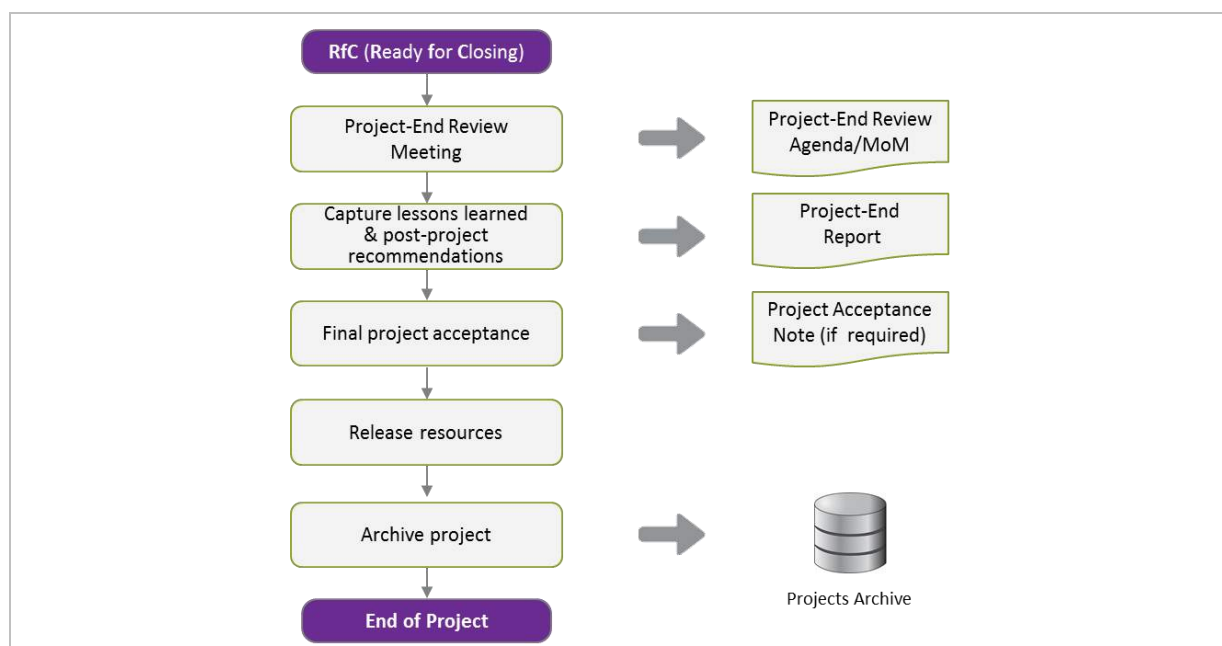 RfC (Ready for Closing)
Project-End Review
Meeting
Project-End Review
Agenda/MoM
Capture lessons learned
& post-project
recommendations
Project-End
Report
Final project acceptance
Project Acceptance
Note (if required)
Release resources
Archive project
Projects Archive
End of Project